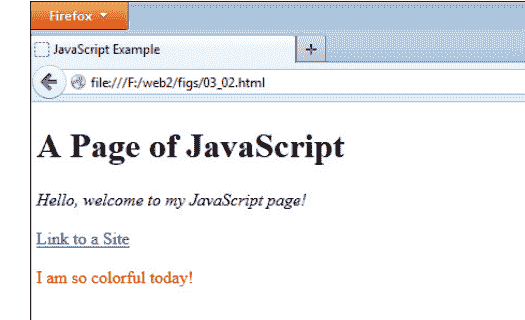 Firefox
JavaScript Example
+
file:///F:/web2/figs/03_02.html
A Page of JavaScript
Hello, welcome to my JavaScript page!
Link to a Site
I am so colorful today!